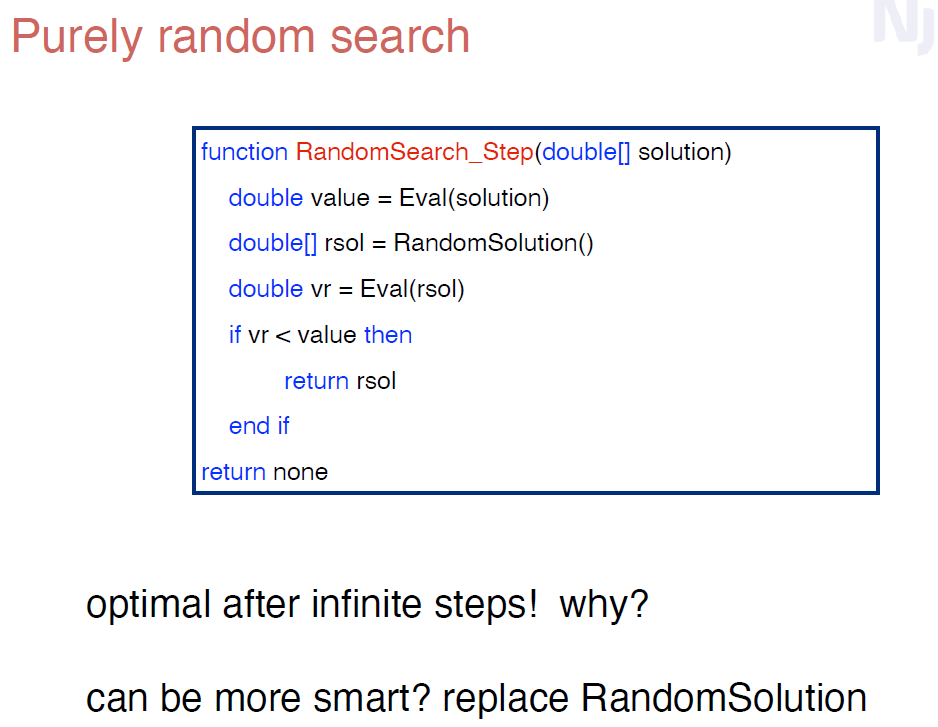 Purely random search
NJ
function RandomSearch_Step(double[] solution)
double value = Eval(solution)
double[] rsol = RandomSolution()
double vr = Eval(rsol)
if vr < value then
return rsol
end if
return none
optimal after infinite steps! why?
can be more smart? replace RandomSolution